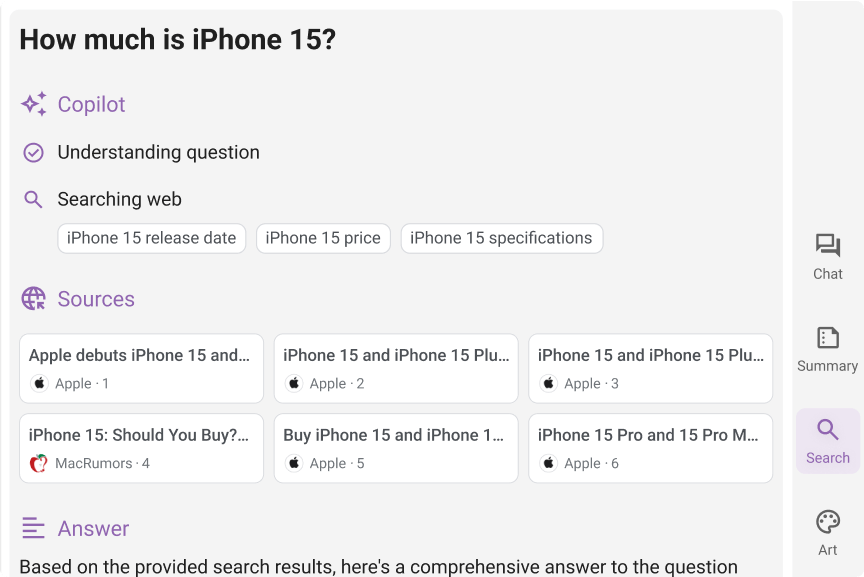 How much is iPhone 15?
Copilot
Understanding question
Searching web
iPhone 15 release date
iPhone 15 price
iPhone 15 specifications
Sources
Apple debuts iPhone 15 and...
Apple · 1
iPhone 15 and iPhone 15 Plu...
Apple · 2
iPhone 15 and iPhone 15 Plu...
Apple · 3
iPhone 15: Should You Buy?...
MacRumors · 4
Buy iPhone 15 and iPhone 1...
Apple · 5
iPhone 15 Pro and 15 Pro M...
Apple · 6
Answer
Based on the provided search results, here's a comprehensive answer to the question
Chat
Summary
Search
Art